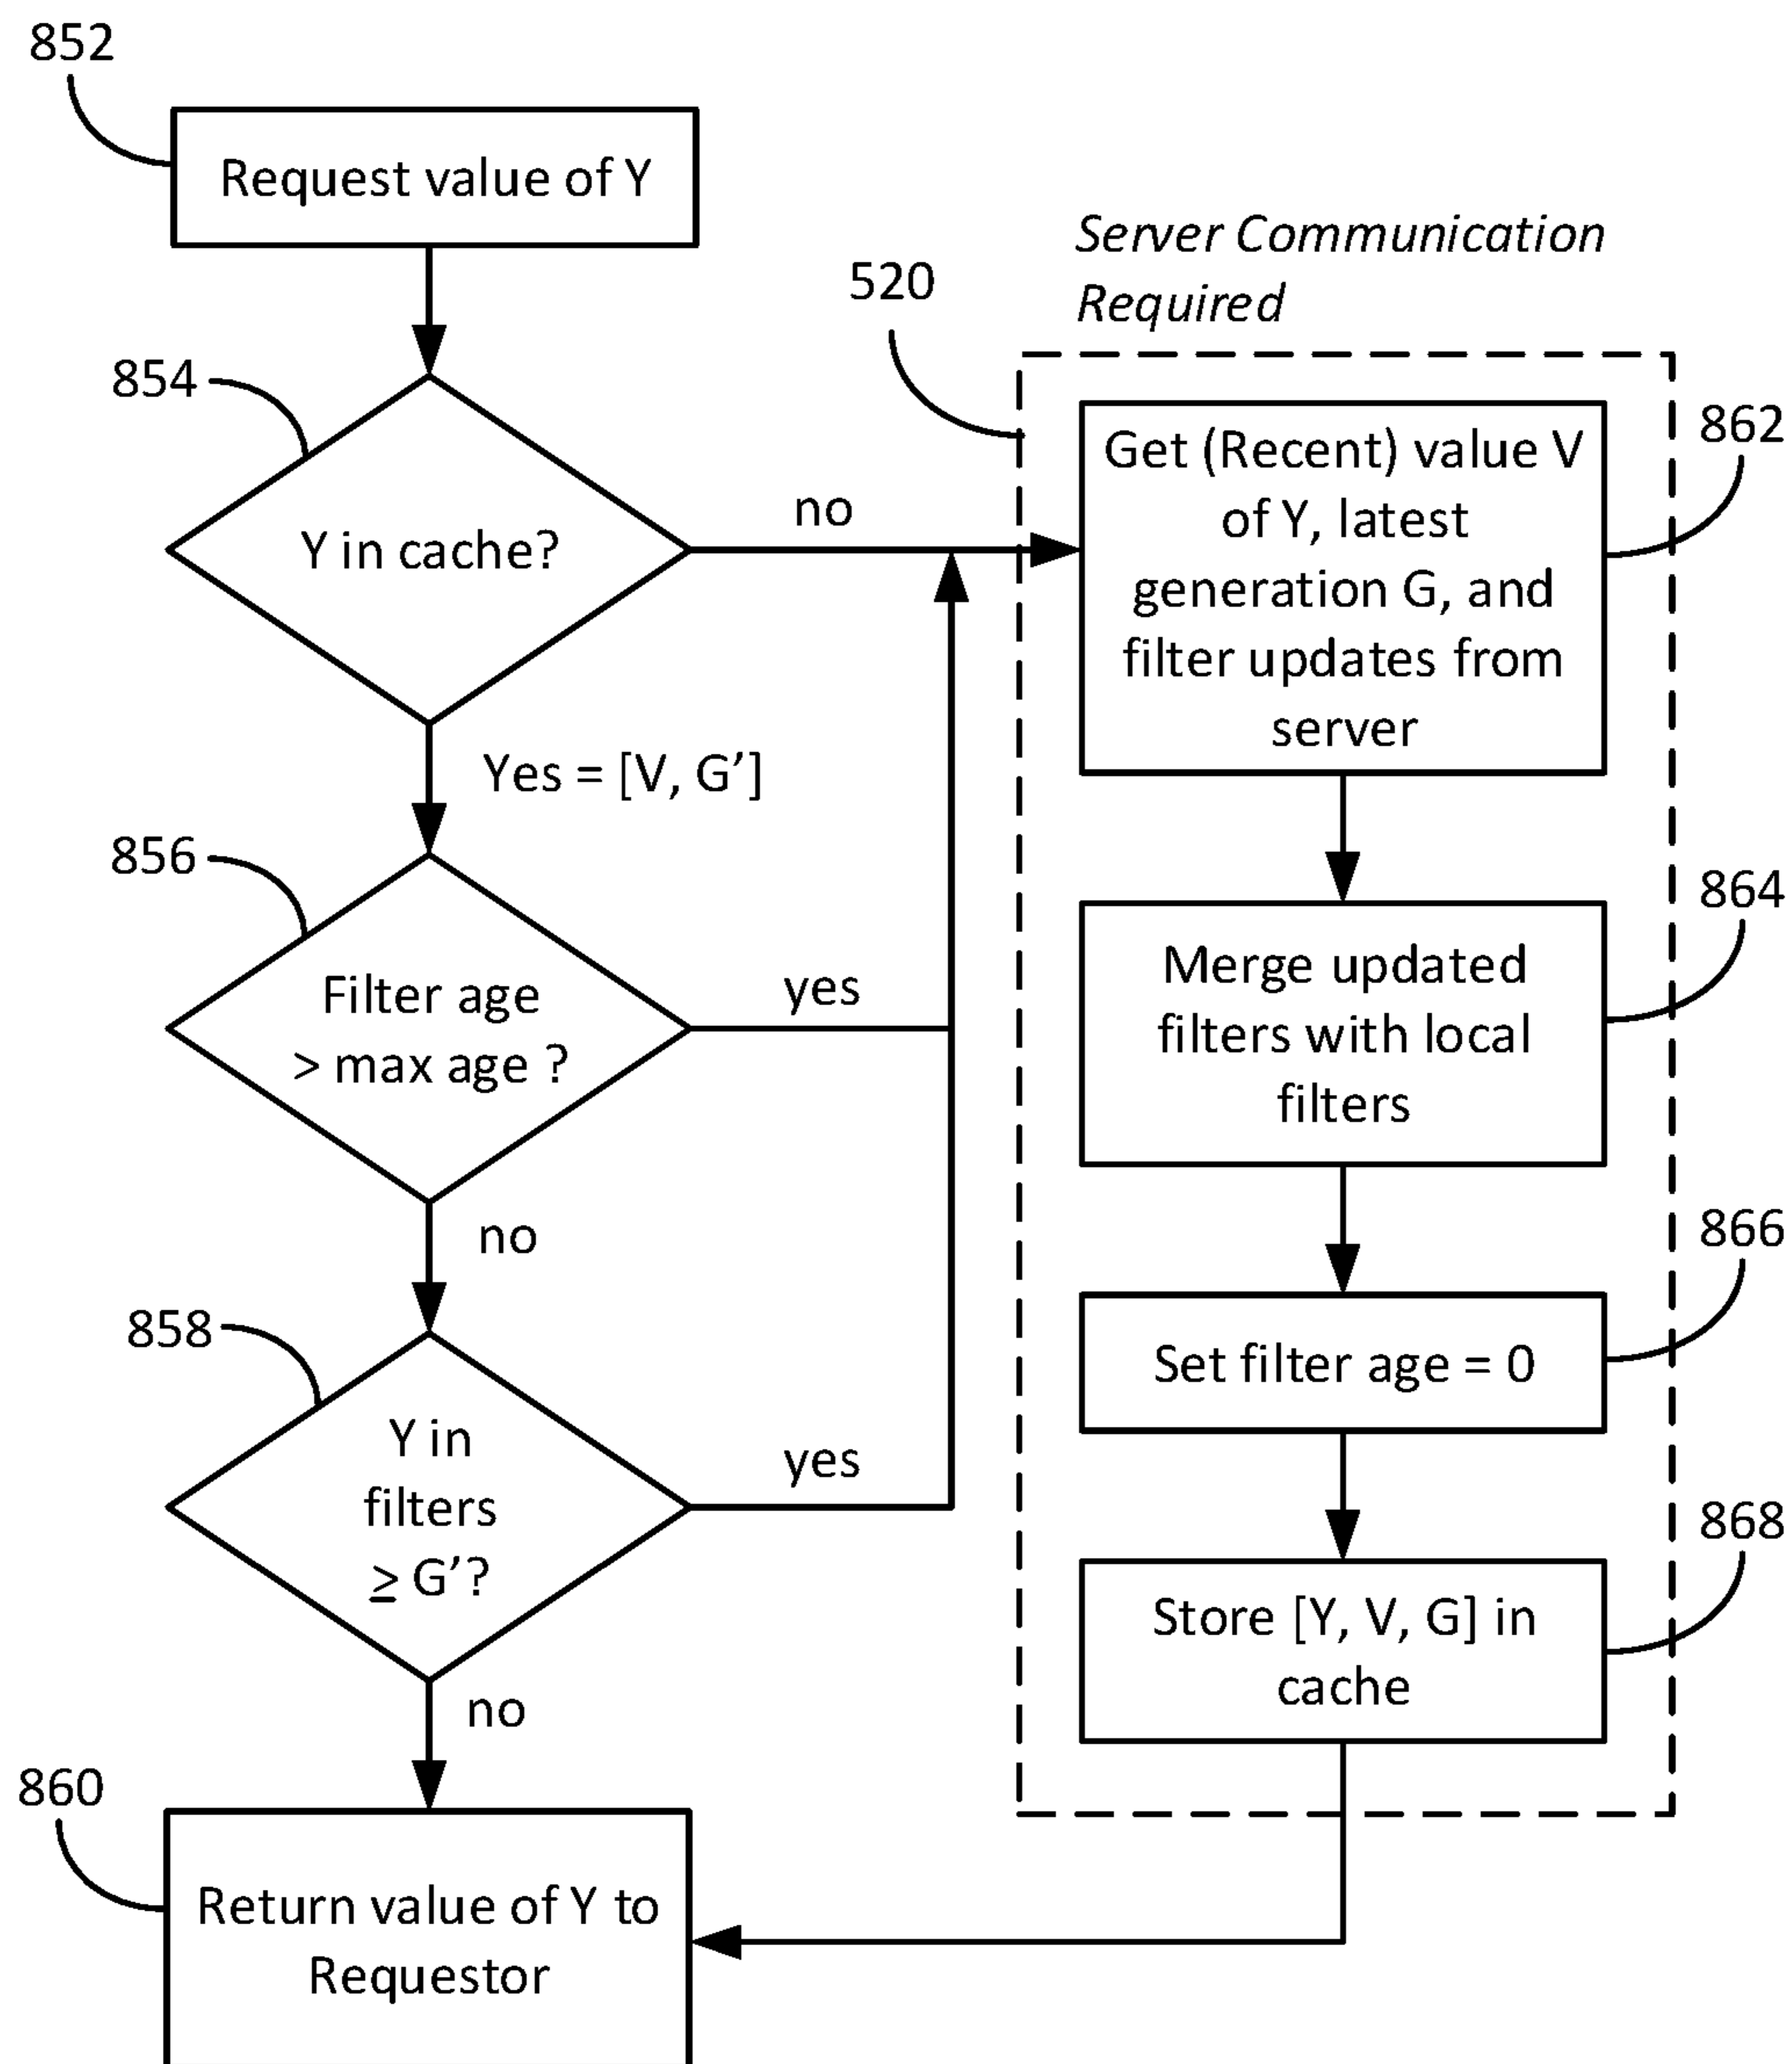 852
Request value of Y
Server Communication
Required
520
854
Y in cache?
no
862
Get (Recent) value V
of Y, latest
generation G, and
filter updates from
server
Yes = [V, G’]
856
Filter age
> max age ?
yes
864
Merge updated
filters with local
filters
no
866
Set filter age = 0
858
Y in
filters
≥ G’?
yes
868
Store [Y, V, G] in
cache
no
860
Return value of Y to
Requestor